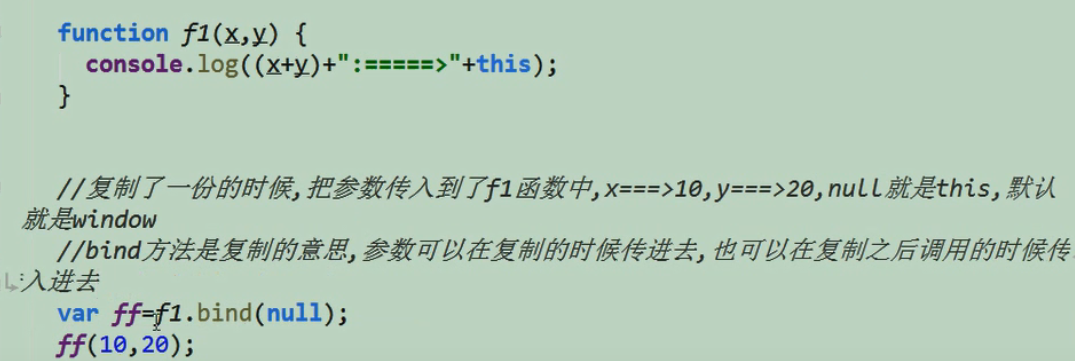 function f1(x,y) {
console.log((x+y)+":=====>"+this);
}
//复制了一份的时候,把参数传入到了f1函数中,x===>10,y===>20,null就是this,默认
就是window
//bind方法是复制的意思,参数可以在复制的时候传进去,也可以在复制之后调用的时候传
入进去
var ff=f1.bind(null);
ff(10,20);